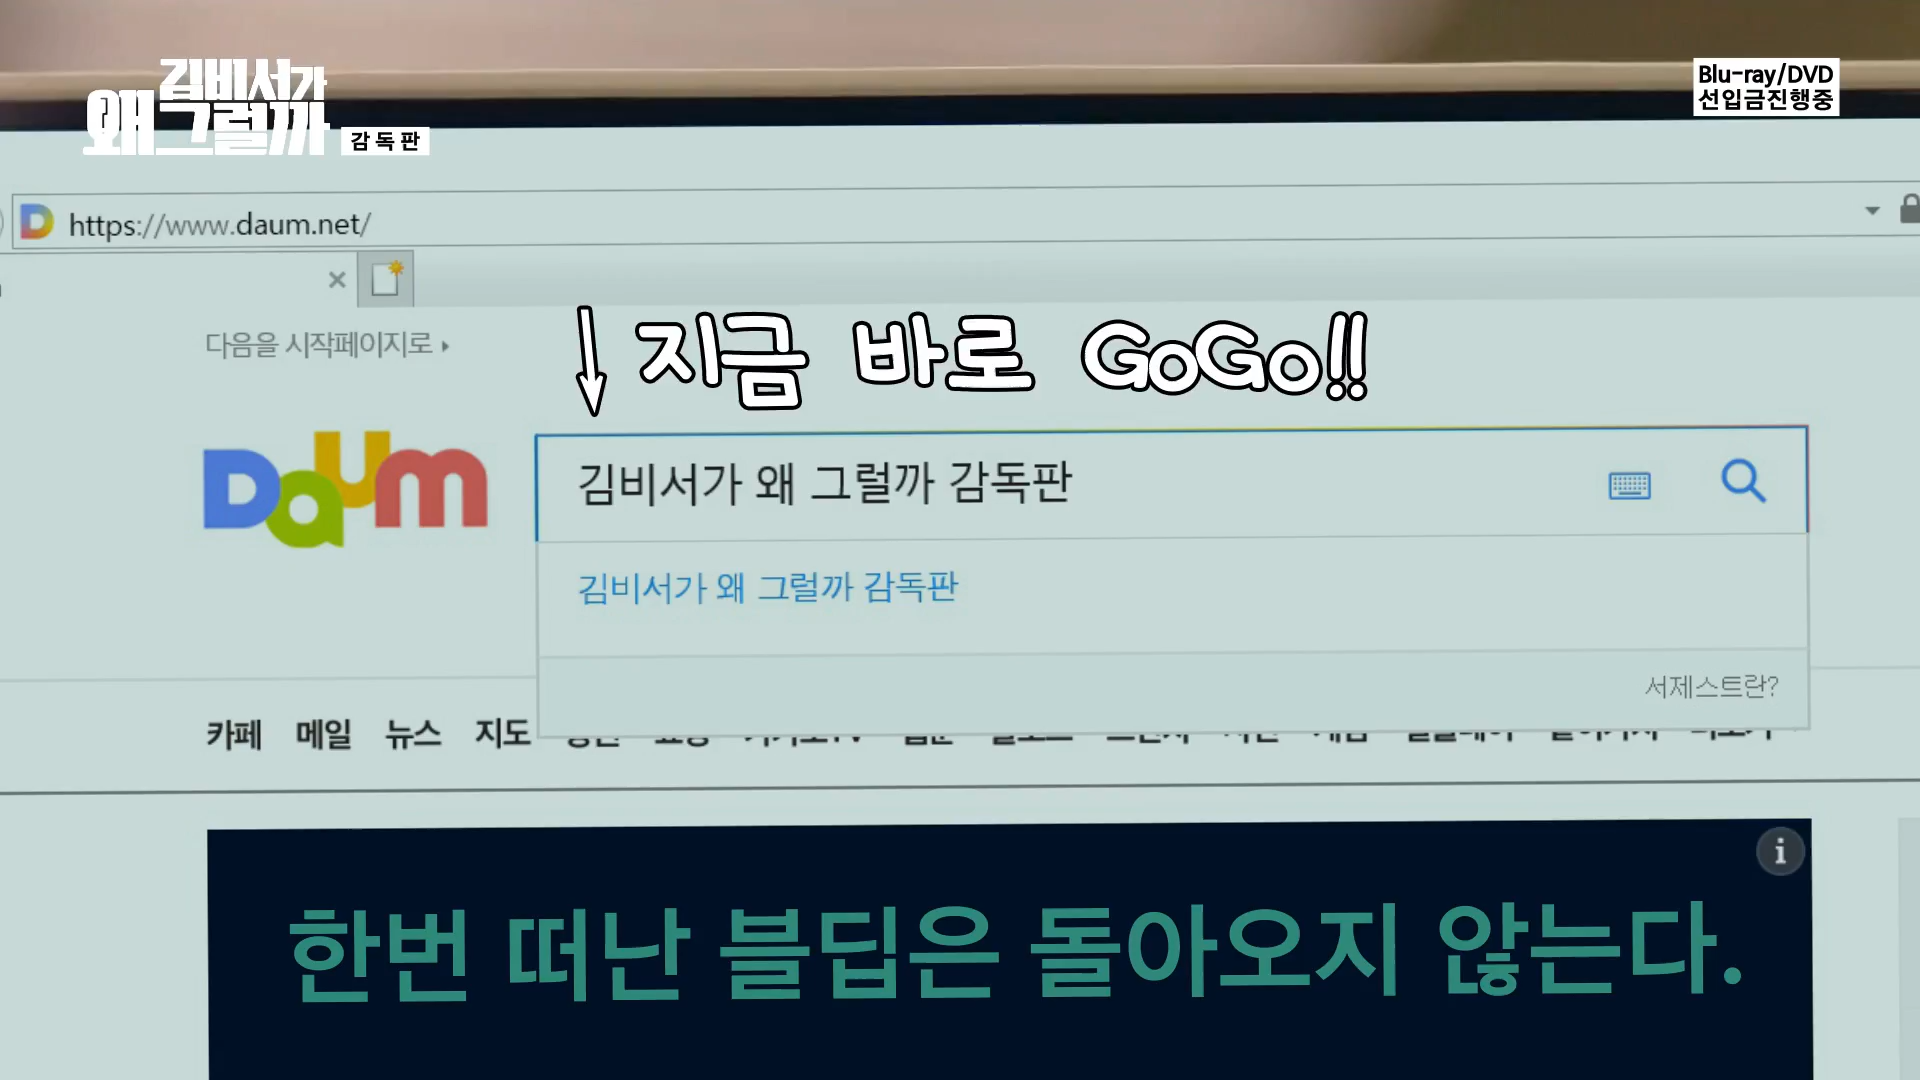 김비서가
왜그럴까
감독판
Blu-ray/DVD
선입금진행중
https://www.daum.net/
다음을 시작페이지로
↓ 지금 바로 GoGo!!
Daum
김비서가 왜 그럴까 감독판
김비서가 왜 그럴까 감독판
서제스트란?
카페 메일 뉴스 지도
한번 떠난 블딥은 돌아오지 않는다.